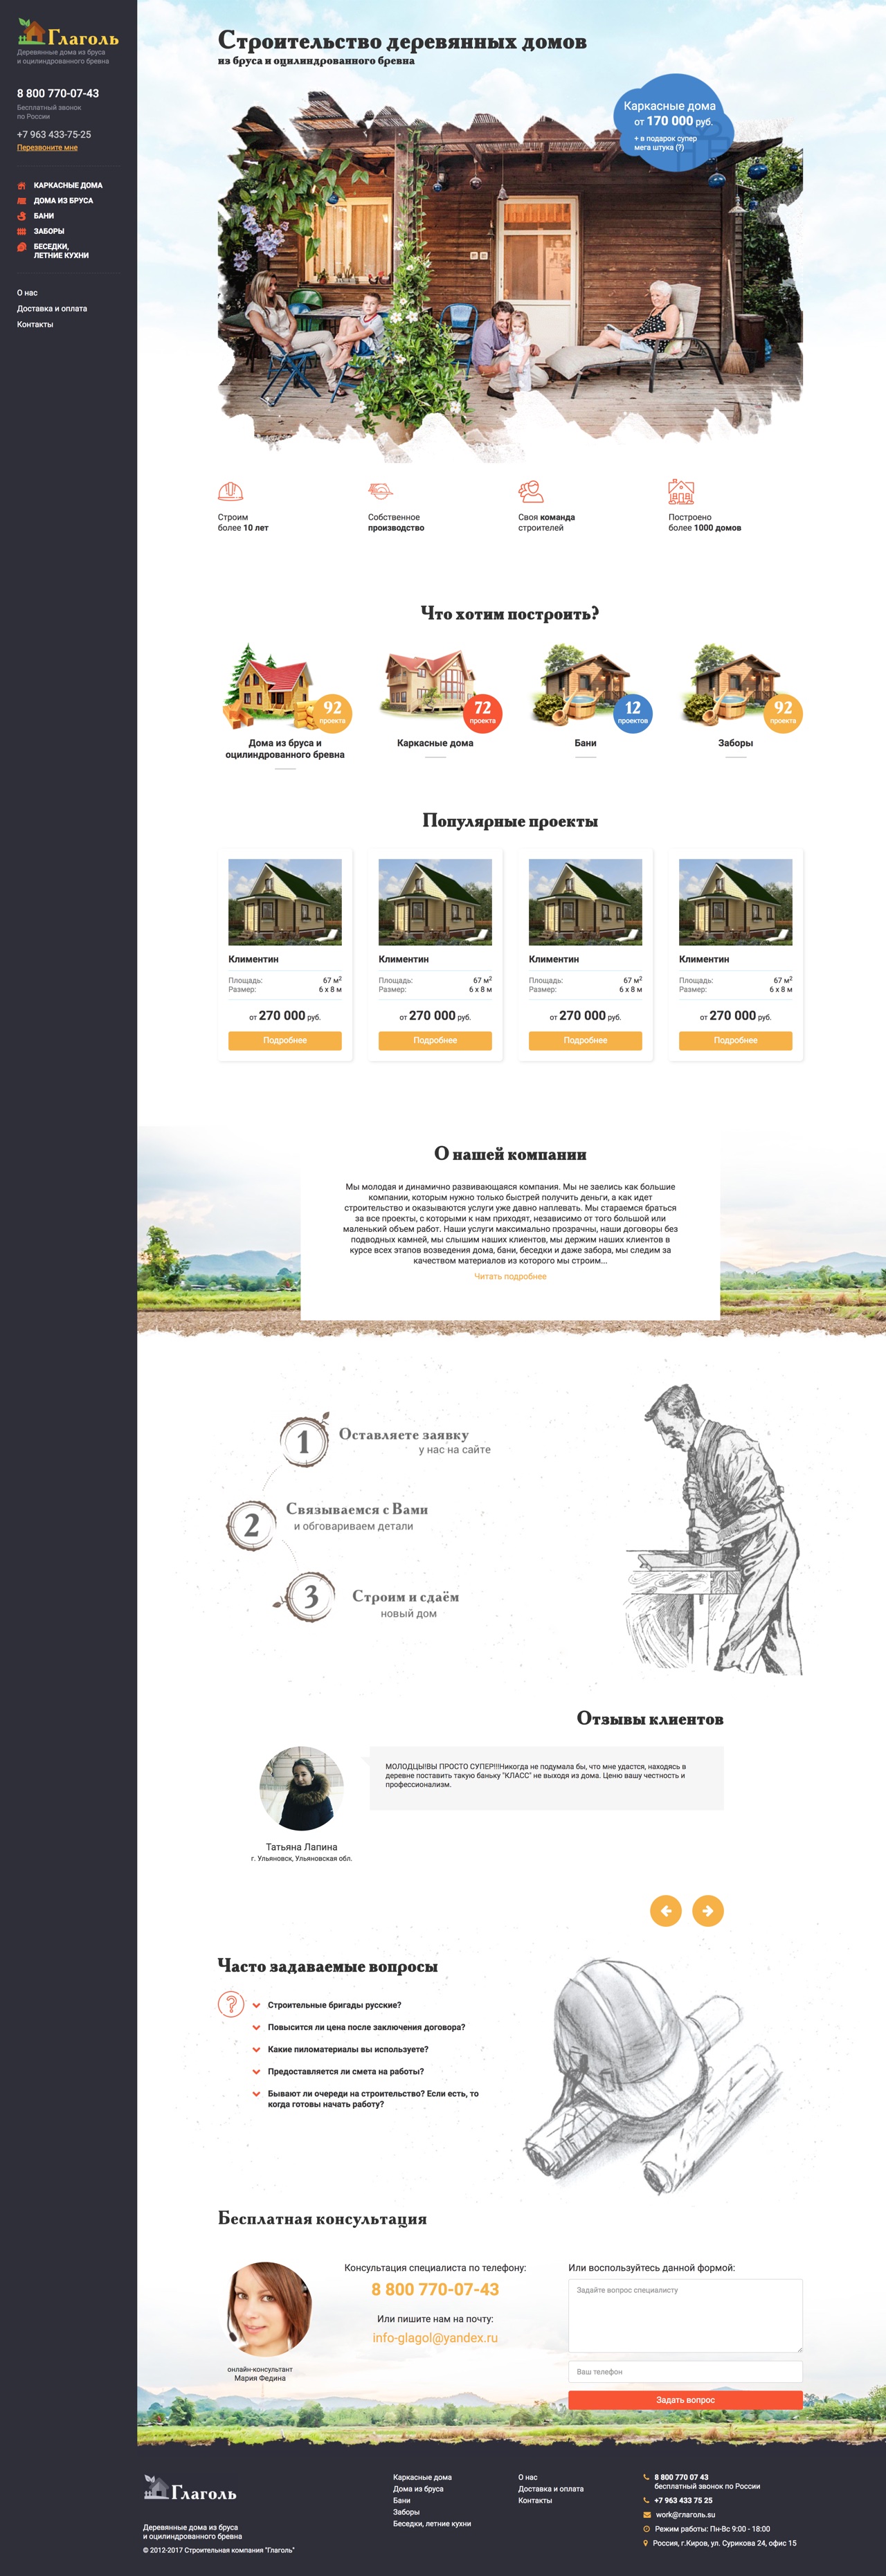 Глаголь
Деревянные дома из бруса
и оцилиндрованного бревна
8 800 770-07-43
Бесплатный звонок
по России
+7 963 433-75-25
Перезвоните мне
КАРКАСНЫЕ ДОМА
ДОМА ИЗ БРУСА
БАНИ
ЗАБОРЫ
БЕСЕДКИ,
ЛЕТНИЕ КУХНИ
О нас
Доставка и оплата
Контакты
Строительство деревянных домов
из бруса и оцилиндрованного бревна
Каркасные дома
от 170 000 руб.
+ в подарок супер
мега штука (?)
Строим
более 10 лет
Собственное
производство
Своя команда
строителей
Построено
более 1000 домов
Что хотим построить?
92
проекта
Дома из бруса и
оцилиндрованного бревна
72
проекта
Каркасные дома
12
проектов
Бани
92
проекта
Заборы
Популярные проекты
Климентин
Площадь: 67 м2
Размер: 6 х 8 м
от 270 000 руб.
Подробнее
Климентин
Площадь: 67 м2
Размер: 6 х 8 м
от 270 000 руб.
Подробнее
Климентин
Площадь: 67 м2
Размер: 6 х 8 м
от 270 000 руб.
Подробнее
Климентин
Площадь: 67 м2
Размер: 6 х 8 м
от 270 000 руб.
Подробнее
О нашей компании
Мы молодая и динамично развивающаяся компания. Мы не заелись как большие
компании, которым нужно только быстрей получить деньги, а как идет
строительство и оказываются услуги уже давно наплевать. Мы стараемся браться
за все проекты, с которыми к нам приходят, независимо от того большой или
маленький объем работ. Наши услуги максимально прозрачны, наши договоры без
подводных камней, мы слышим наших клиентов, мы держим наших клиентов в
курсе всех этапов возведения дома, бани, беседки и даже забора, мы следим за
качеством материалов из которого мы строим...
Читать подробнее
1
Оставляете заявку
у нас на сайте
2
Связываемся с Вами
и обговариваем детали
3
Строим и сдаём
новый дом
Отзывы клиентов
МОЛОДЦЫ!ВЫ ПРОСТО СУПЕР!!!Никогда не подумала бы, что мне удастся, находясь в
деревне поставить такую баньку "КЛАСС" не выходя из дома. Ценю вашу честность и
профессионализм.
Татьяна Лапина
г. Ульяновск, Ульяновская обл.
Часто задаваемые вопросы
?
Строительные бригады русские?
Повысится ли цена после заключения договора?
Какие пиломатериалы вы используете?
Предоставляется ли смета на работы?
Бывают ли очереди на строительство? Если есть, то
когда готовы начать работу?
Бесплатная консультация
онлайн-консультант
Мария Федина
Консультация специалиста по телефону:
8 800 770-07-43
Или пишите нам на почту:
info-glagol@yandex.ru
Или воспользуйтесь данной формой:
Задайте вопрос специалисту
Ваш телефон
Задать вопрос
Глаголь
Деревянные дома из бруса
и оцилиндрованного бревна
© 2012-2017 Строительная компания "Глаголь"
Каркасные дома
Дома из бруса
Бани
Заборы
Беседки, летние кухни
О нас
Доставка и оплата
Контакты
8 800 770 07 43
бесплатный звонок по России
+7 963 433 75 25
work@глаголь.su
Режим работы: Пн-Вс 9:00 - 18:00
Россия, г.Киров, ул. Сурикова 24, офис 15